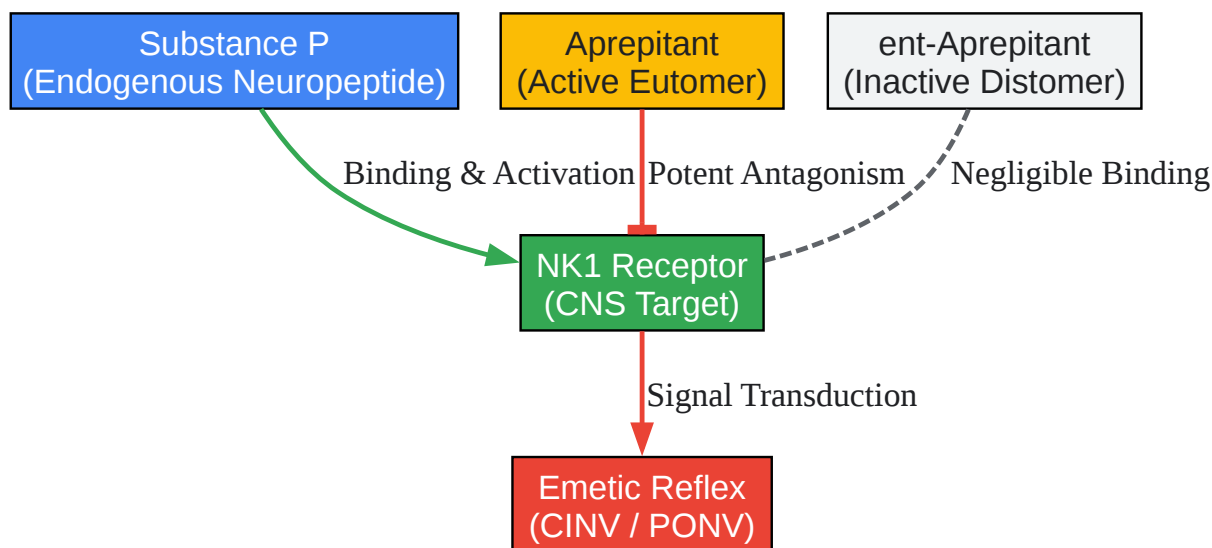 Substance P
(Endogenous Neuropeptide)
Aprepitant
(Active Eutomer)
ent-Aprepitant
(Inactive Distomer)
Binding & Activation
Potent Antagonism
Negligible Binding
NK1 Receptor
(CNS Target)
Signal Transduction
Emetic Reflex
(CINV / PONV)